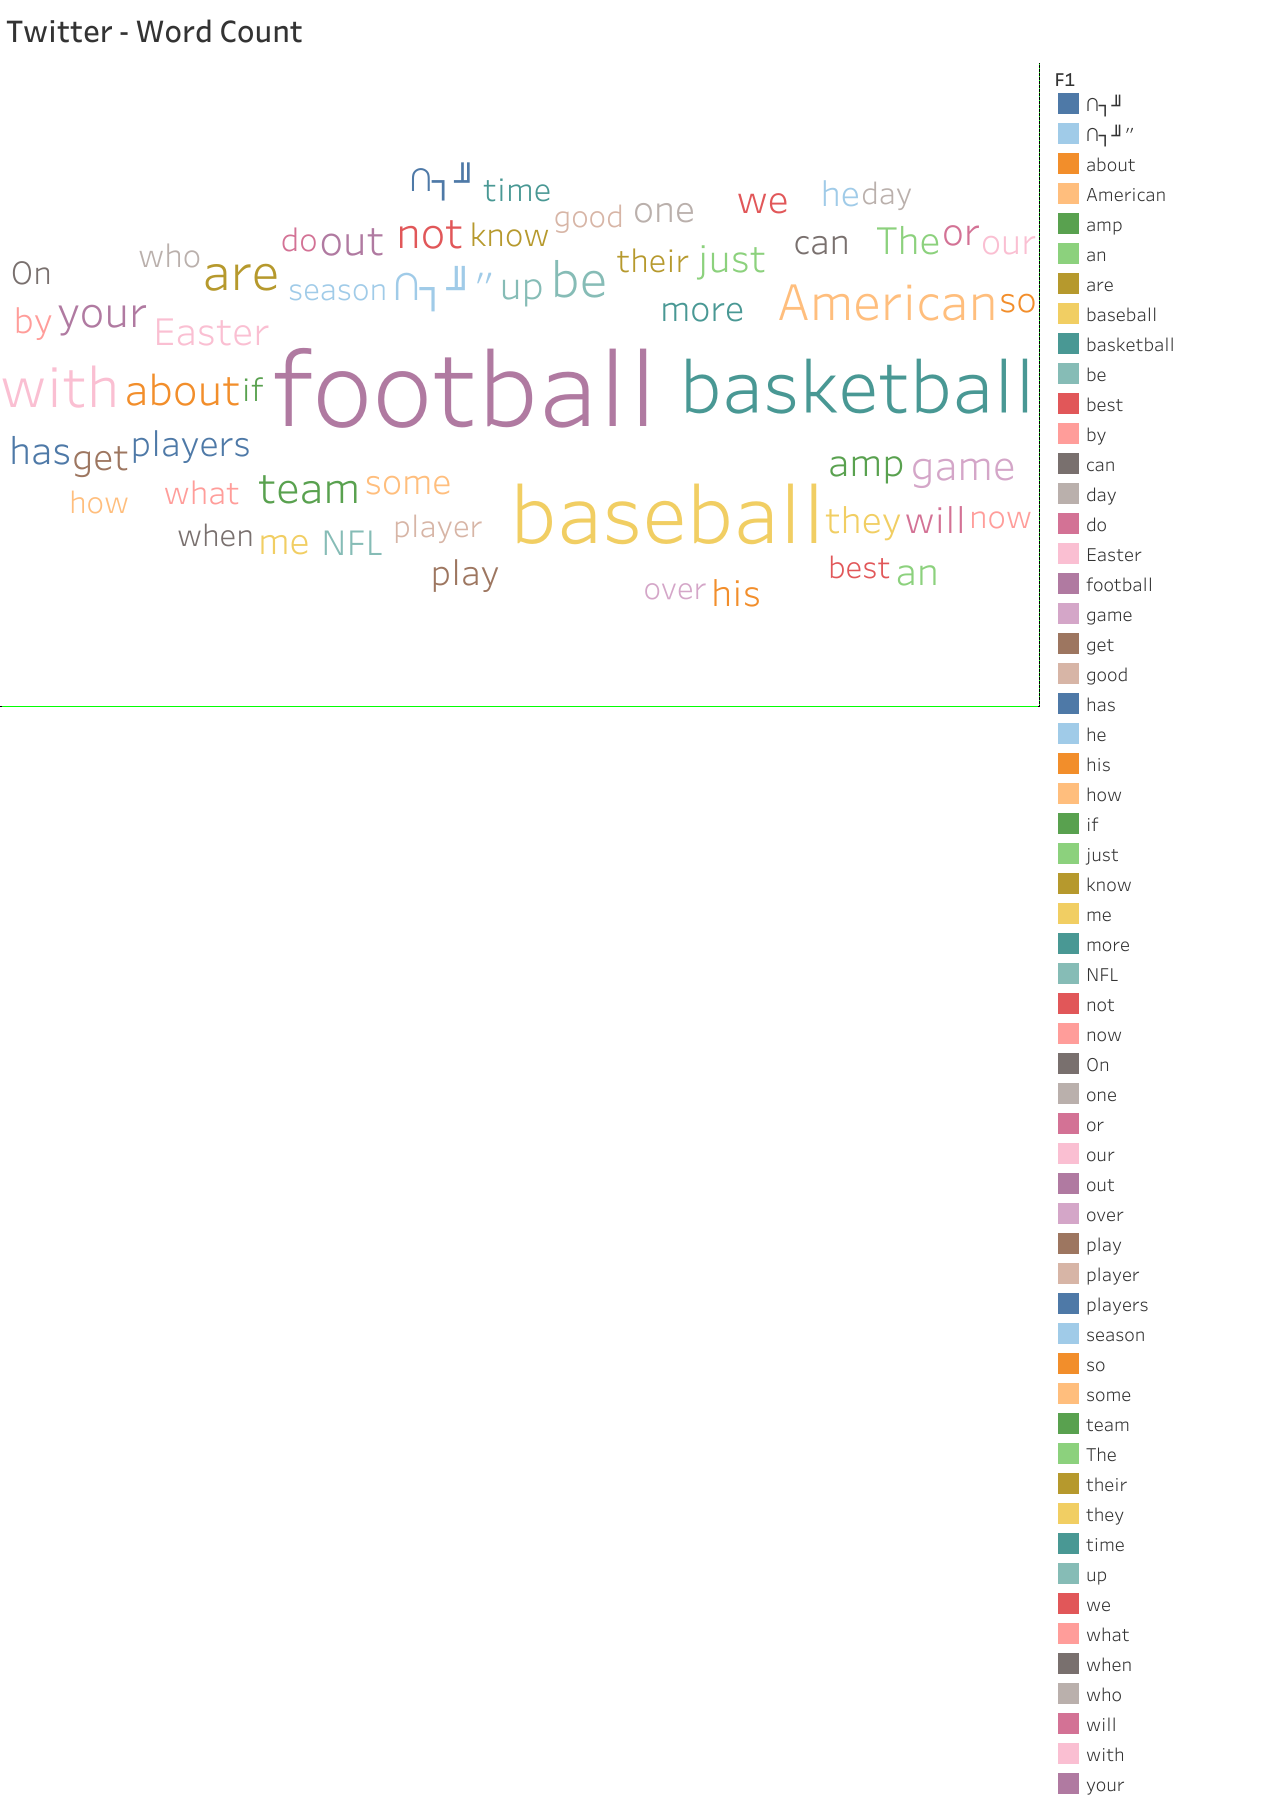 Twitter - Word Count
∩┐╜ time we he day
good one
do out not know can The or our
who are their just
On season ∩┐╜” up be
by your Easter more American so
with about if football basketball
has get players amp game
how what team some baseball they will now
when me NFL player
play best an
over his
F1
∩┐╜
∩┐╜”
about
American
amp
an
are
baseball
basketball
be
best
by
can
day
do
Easter
football
game
get
good
has
he
his
how
if
just
know
me
more
NFL
not
now
On
one
or
our
out
over
play
player
players
season
so
some
team
The
their
they
time
up
we
what
when
who
will
with
your